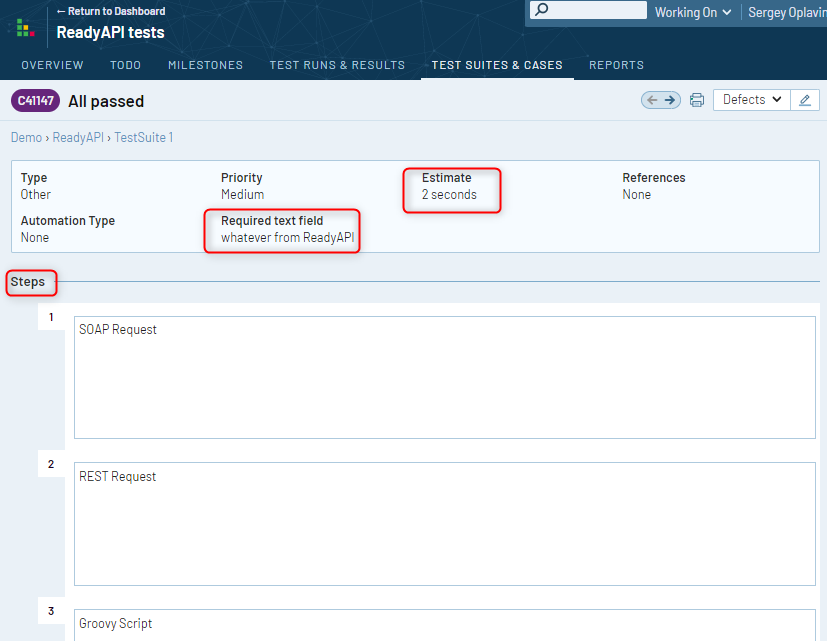 ← Return to Dashboard
ReadyAPI tests
Working On
Sergey Oplavin
OVERVIEW TODO MILESTONES TEST RUNS & RESULTS TEST SUITES & CASES REPORTS
C41147 All passed
Defects
Demo › ReadyAPI › TestSuite 1
Type Priority Estimate References
Other Medium 2 seconds None
Automation Type Required text field
None whatever from ReadyAPI
Steps
1
SOAP Request
2
REST Request
3
Groovy Script